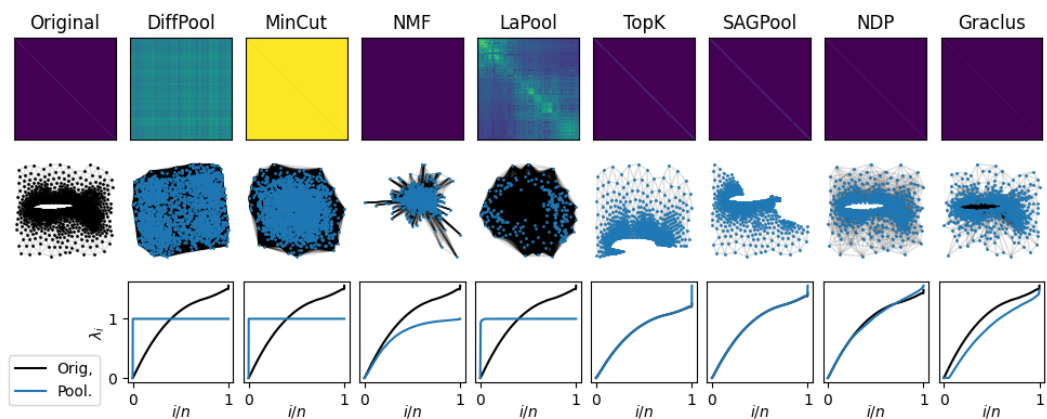 Original DiffPool MinCut NMF LaPool TopK SAGPool NDP Graclus
λi
1
0
Orig,
Pool.
0 1 0 1 0 1 0 1 0 1 0 1 0 1 0 1
i/n i/n i/n i/n i/n i/n i/n i/n